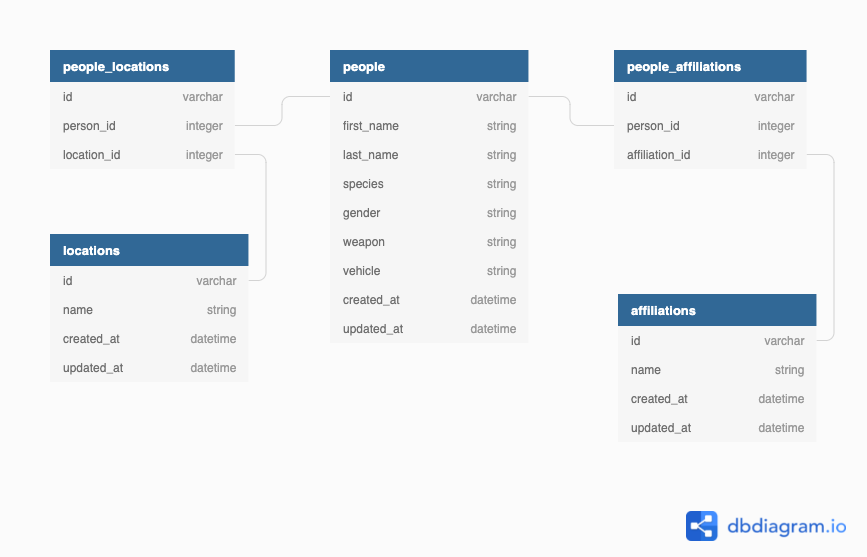 people_locations
id varchar
person_id integer
location_id integer
people
id varchar
first_name string
last_name string
species string
gender string
weapon string
vehicle string
created_at datetime
updated_at datetime
people_affiliations
id varchar
person_id integer
affiliation_id integer
locations
id varchar
name string
created_at datetime
updated_at datetime
affiliations
id varchar
name string
created_at datetime
updated_at datetime
dbdiagram.io